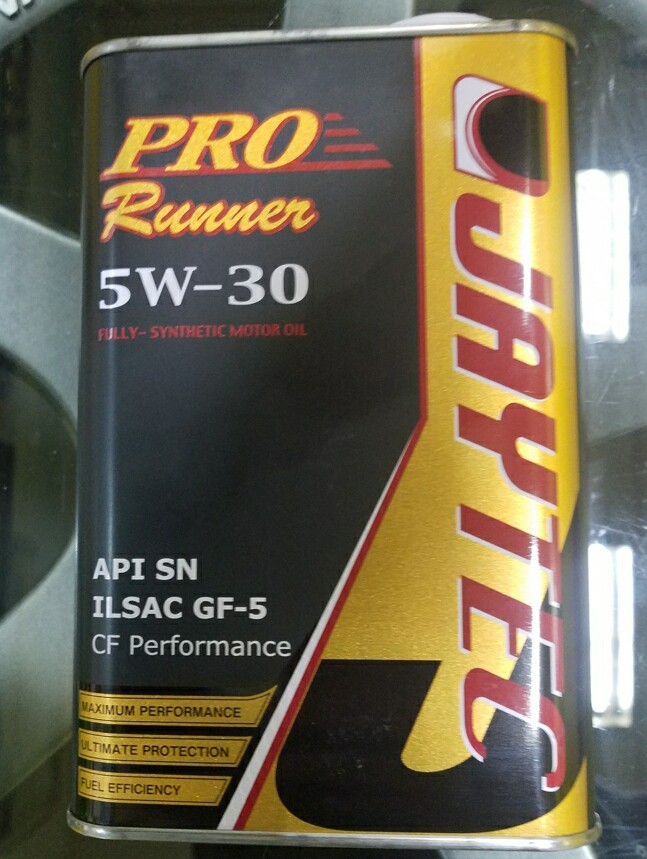 PRO
Runner
5W-30
FULLY- SYNTHETIC MOTOR OIL
API SN
ILSAC GF-5
CF Performance
MAXIMUM PERFORMANCE
ULTIMATE PROTECTION
FUEL EFFICIENCY
JAYTEC